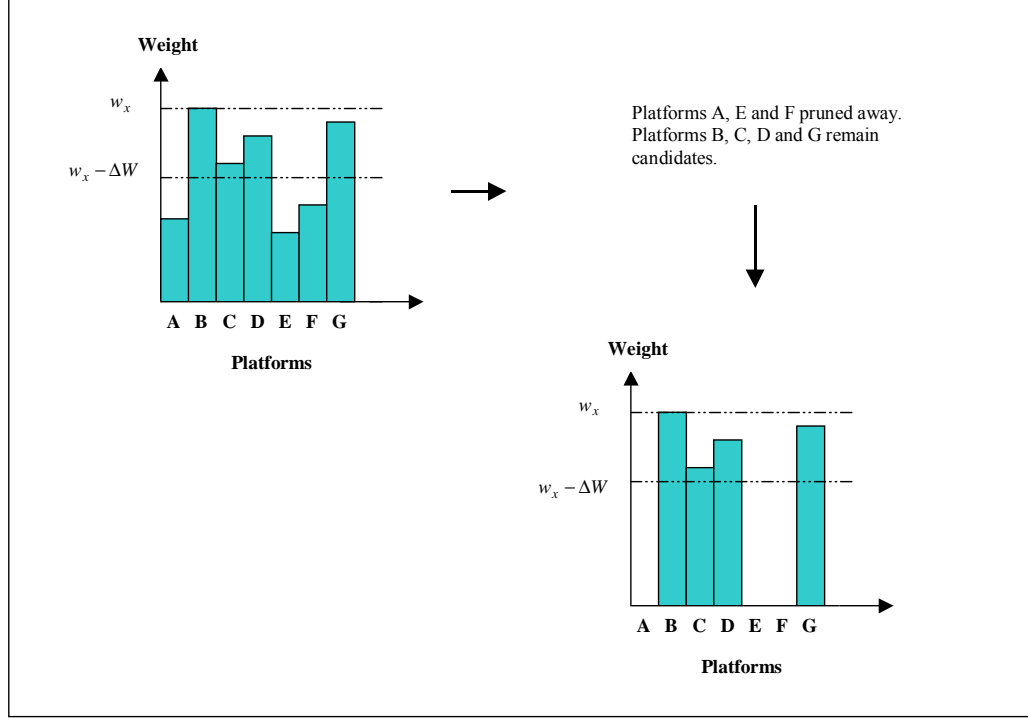 Weight
w_x
w_x − ΔW
A B C D E F G
Platforms
Platforms A, E and F pruned away.
Platforms B, C, D and G remain
candidates.
Weight
w_x
w_x − ΔW
A B C D E F G
Platforms